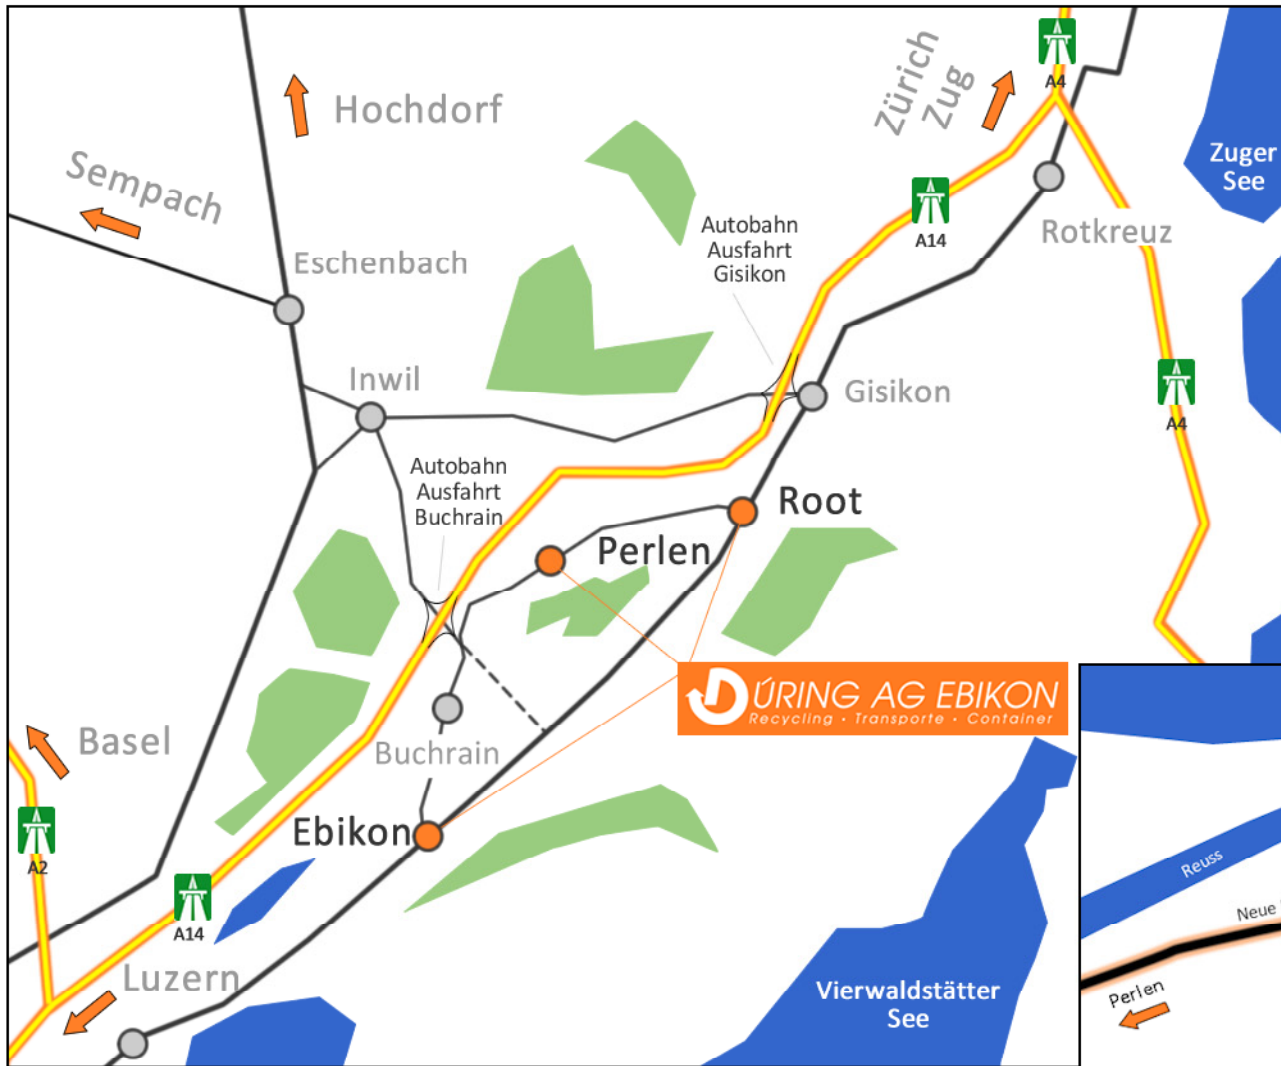 Hochdorf
Sempach
Eschenbach
Inwil
Zürich
Zug
A4
Zuger
See
A14
Rotkreuz
Autobahn
Ausfahrt
Gisikon
Gisikon
A4
Autobahn
Ausfahrt
Buchrain
Root
Perlen
DÚRING AG EBIKON
Recycling · Transporte · Container
Basel
Buchrain
Ebikon
A2
A14
Luzern
Vierwaldstätter
See
Reuss
Neue
Perlen